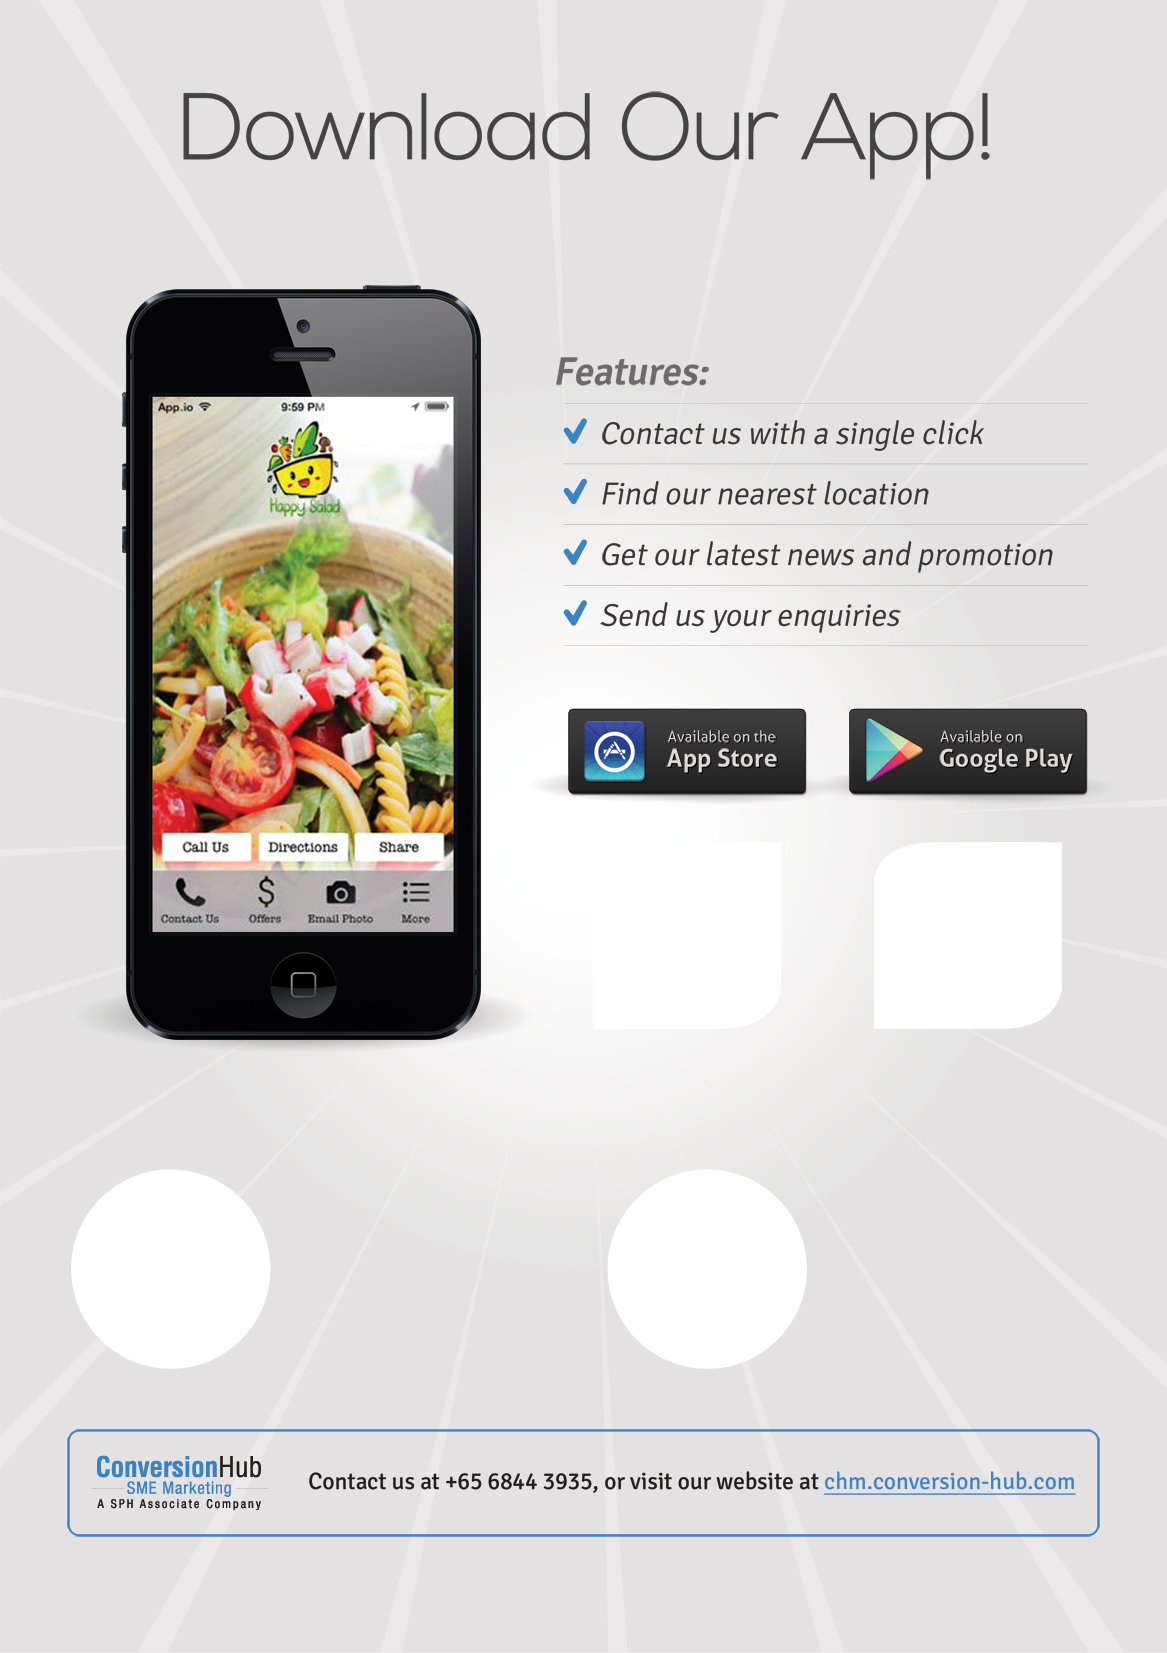 Download Our App!
App.io
9:59 PM
Happy Salad
Call Us
Directions
Share
Contact Us
Offers
Email Photo
More
Features:
Contact us with a single click
Find our nearest location
Get our latest news and promotion
Send us your enquiries
Available on the
App Store
Available on
Google Play
ConversionHub
SME Marketing
A SPH Associate Company
Contact us at +65 6844 3935, or visit our website at chm.conversion-hub.com